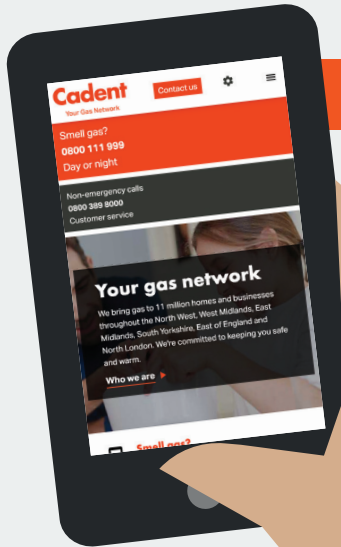 Cadent
Your Gas Network
Contact us
Smell gas?
0800 111 999
Day or night
Non-emergency calls
0800 389 8000
Customer service
Your gas network
We bring gas to 11 million homes and businesses
throughout the North West, West Midlands, East
Midlands, South Yorkshire, East of England and
North London. We're committed to keeping you safe
and warm.
Who we are
Smell gas?